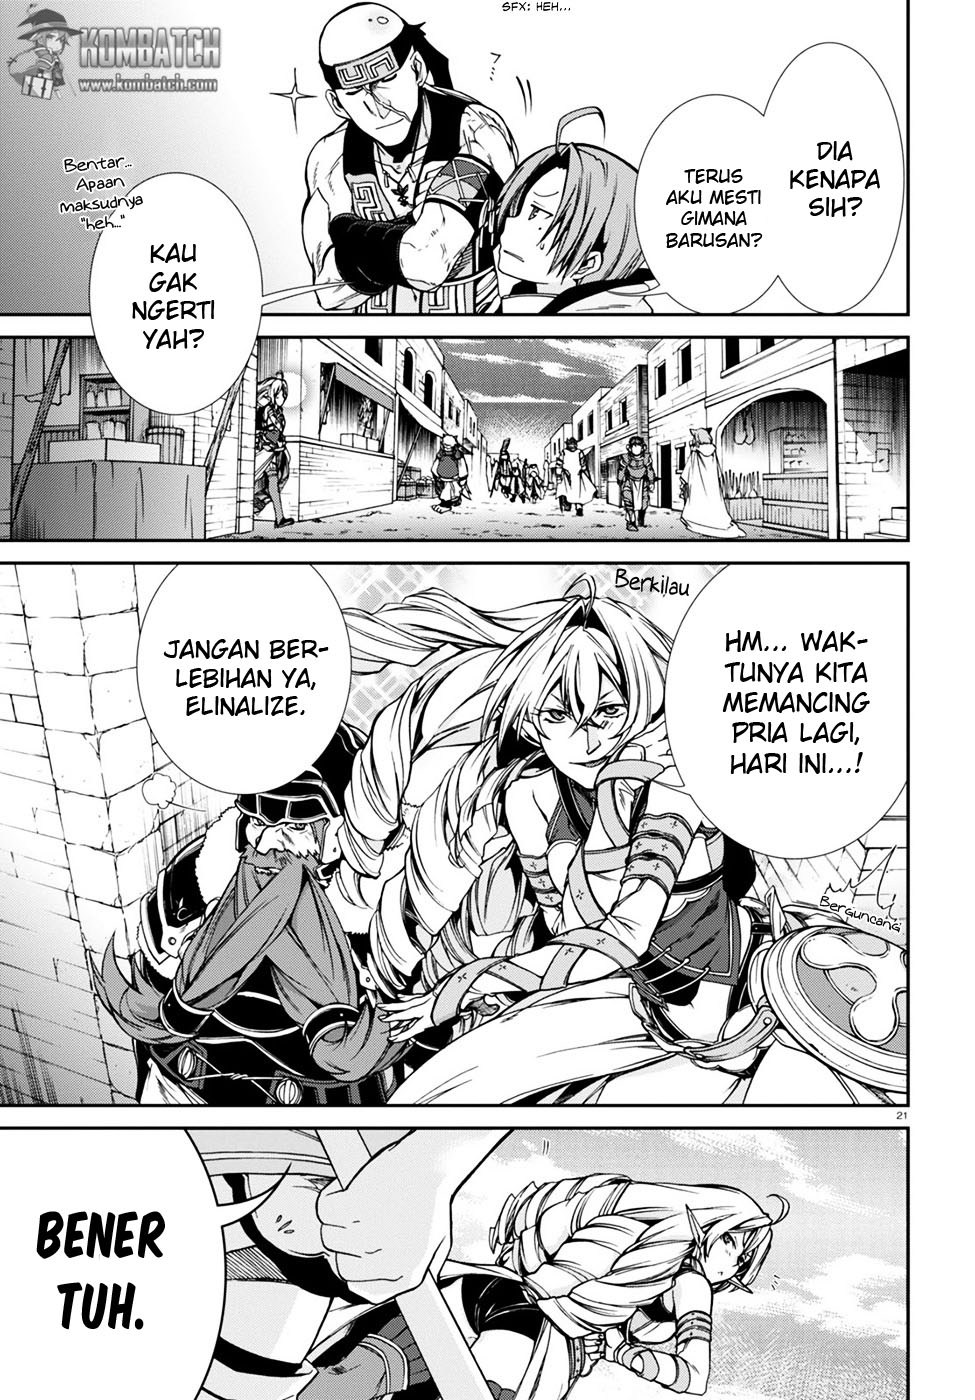 KOMBATCH
www.kombatch.com
SFX: HEH...
DIA
KENAPA
SIH?
TERUS
AKU MESTI
GIMANA
BARUSAN?
Bentar...
Apaan
maksudnya
"heh..."
KAU
GAK
NGERTI
YAH?
Berkilau
HM... WAK-
TUNYA KITA
MEMANCING
PRIA LAGI,
HARI INI...!
JANGAN BER-
LEBIHAN YA,
ELINALIZE.
Berguncang
21
BENER
TUH.